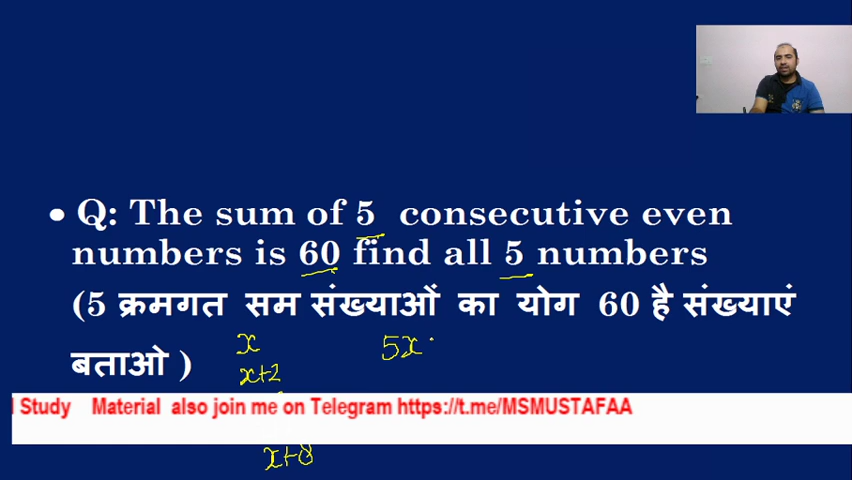 • Q: The sum of 5 consecutive even
numbers is 60 find all 5 numbers
(5 क्रमगत सम संख्याओं का योग 60 है संख्याएं
बताओ )
x
5x
x+2
Study Material also join me on Telegram https://t.me/MSMUSTAFAA
x+8